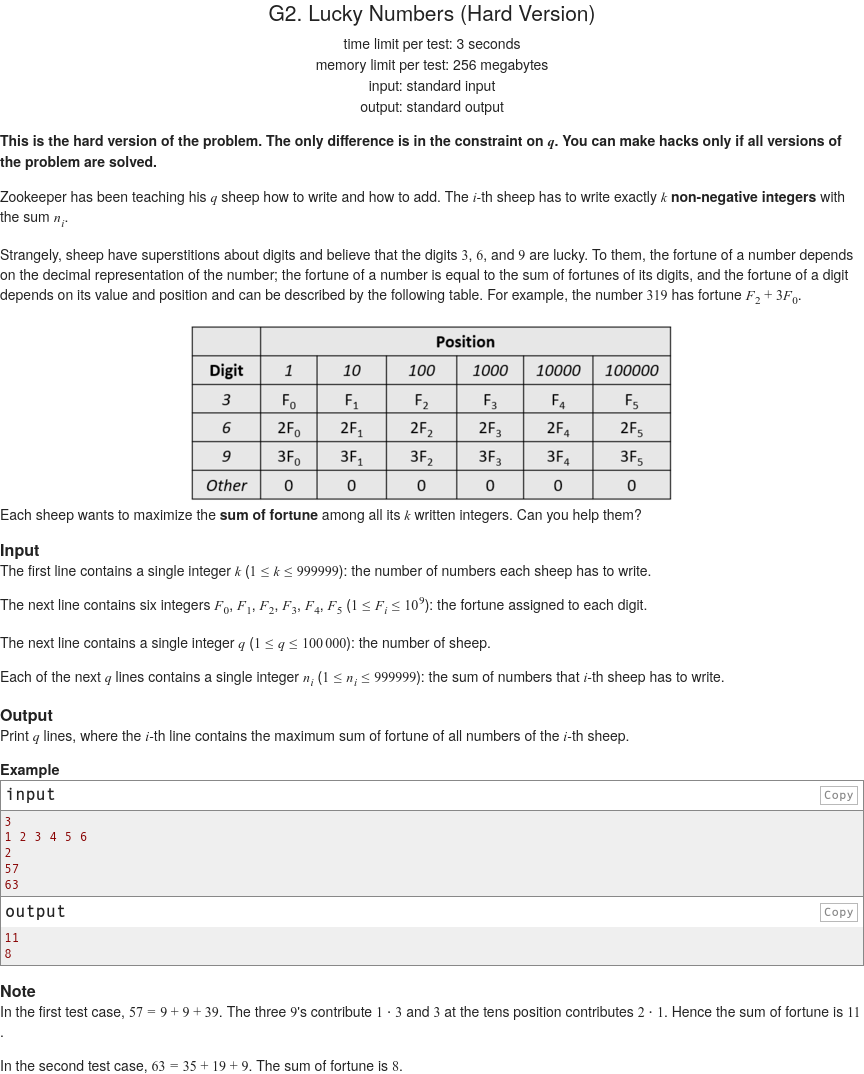 G2. Lucky Numbers (Hard Version)
time limit per test: 3 seconds
memory limit per test: 256 megabytes
input: standard input
output: standard output
This is the hard version of the problem. The only difference is in the constraint on q. You can make hacks only if all versions of
the problem are solved.
Zookeeper has been teaching his q sheep how to write and how to add. The i-th sheep has to write exactly k non-negative integers with
the sum n_i.
Strangely, sheep have superstitions about digits and believe that the digits 3, 6, and 9 are lucky. To them, the fortune of a number depends
on the decimal representation of the number; the fortune of a number is equal to the sum of fortunes of its digits, and the fortune of a digit
depends on its value and position and can be described by the following table. For example, the number 319 has fortune F_2 + 3F_0.
Position
Digit 1 10 100 1000 10000 100000
3 F_0 F_1 F_2 F_3 F_4 F_5
6 2F_0 2F_1 2F_2 2F_3 2F_4 2F_5
9 3F_0 3F_1 3F_2 3F_3 3F_4 3F_5
Other 0 0 0 0 0 0
Each sheep wants to maximize the sum of fortune among all its k written integers. Can you help them?
Input
The first line contains a single integer k (1 ≤ k ≤ 999999): the number of numbers each sheep has to write.
The next line contains six integers F_0, F_1, F_2, F_3, F_4, F_5 (1 ≤ F_i ≤ 10^9): the fortune assigned to each digit.
The next line contains a single integer q (1 ≤ q ≤ 100 000): the number of sheep.
Each of the next q lines contains a single integer n_i (1 ≤ n_i ≤ 999999): the sum of numbers that i-th sheep has to write.
Output
Print q lines, where the i-th line contains the maximum sum of fortune of all numbers of the i-th sheep.
Example
input Copy
3
1 2 3 4 5 6
2
57
63
output Copy
11
8
Note
In the first test case, 57 = 9 + 9 + 39. The three 9's contribute 1 · 3 and 3 at the tens position contributes 2 · 1. Hence the sum of fortune is 11
.
In the second test case, 63 = 35 + 19 + 9. The sum of fortune is 8.